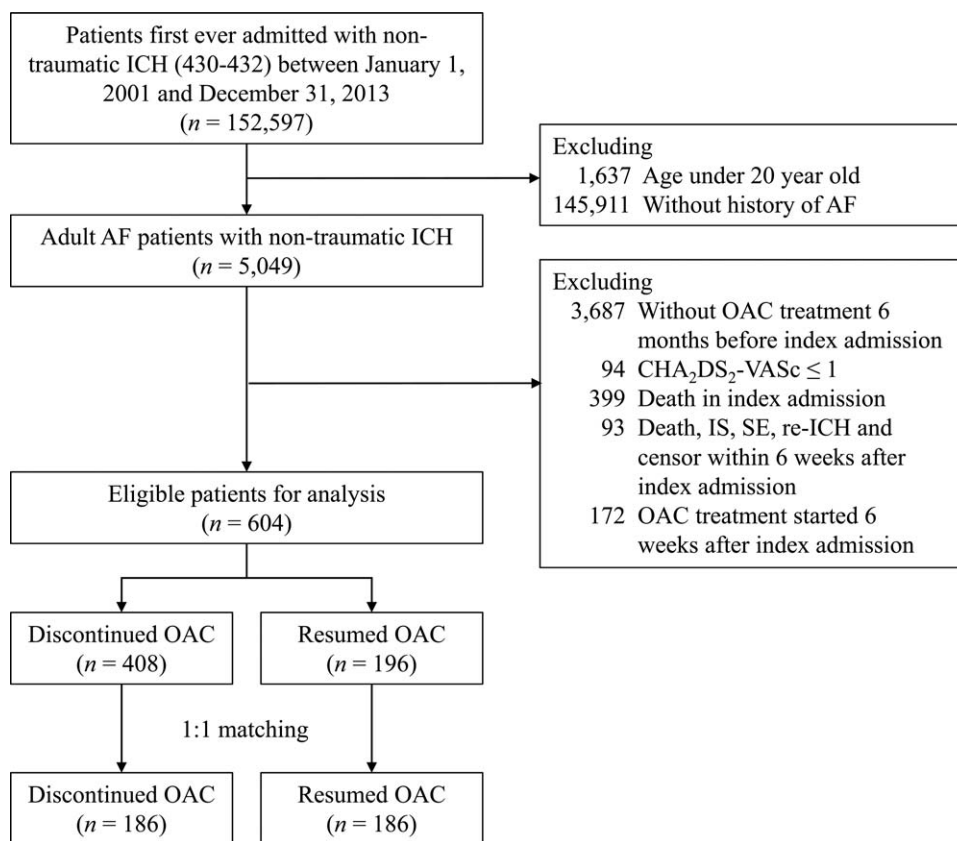 Patients first ever admitted with non-
traumatic ICH (430-432) between January 1,
2001 and December 31, 2013
(n = 152,597)
Excluding
1,637 Age under 20 year old
145,911 Without history of AF
Adult AF patients with non-traumatic ICH
(n = 5,049)
Excluding
3,687 Without OAC treatment 6
months before index admission
94 CHA₂DS₂-VASc ≤ 1
399 Death in index admission
93 Death, IS, SE, re-ICH and
censor within 6 weeks after
index admission
172 OAC treatment started 6
weeks after index admission
Eligible patients for analysis
(n = 604)
Discontinued OAC
(n = 408)
Resumed OAC
(n = 196)
1:1 matching
Discontinued OAC
(n = 186)
Resumed OAC
(n = 186)